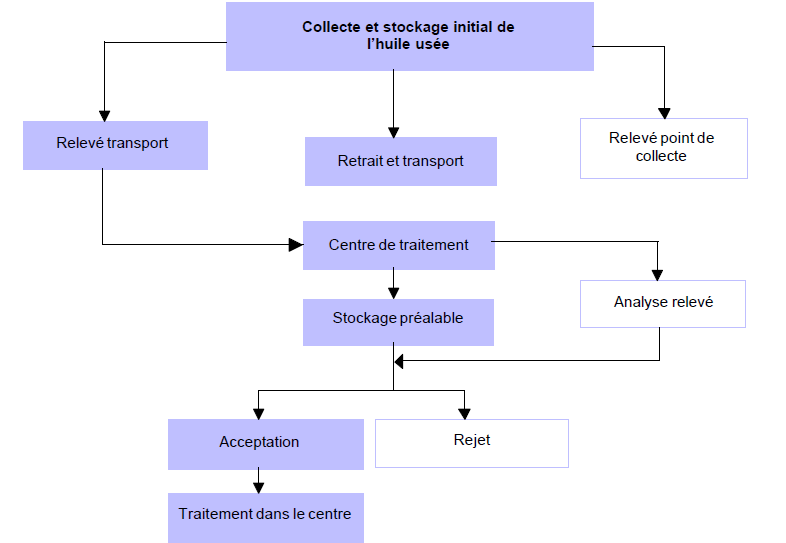 Collecte et stockage initial de
l'huile usée
Relevé transport
Retrait et transport
Relevé point de
collecte
Centre de traitement
Analyse relevé
Stockage préalable
Acceptation
Rejet
Traitement dans le centre